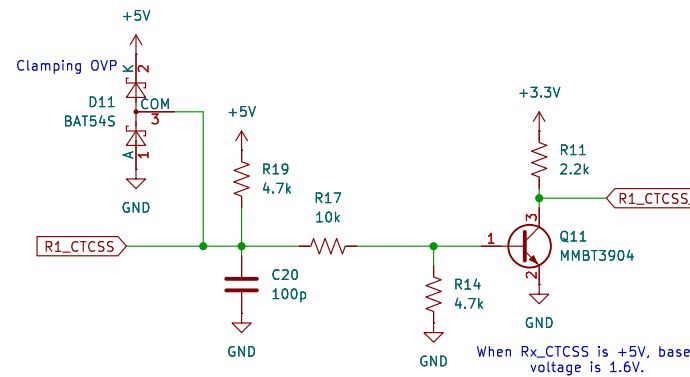 +5V
Clamping OVP
K
2
D11
BAT54S
COM
3
A
1
GND
+5V
R19
4.7k
R1_CTCSS
C20
100p
GND
R17
10k
R14
4.7k
GND
+3.3V
R11
2.2k
R1_CTCSS_
1
3
2
Q11
MMBT3904
GND
When Rx_CTCSS is +5V, base
voltage is 1.6V.